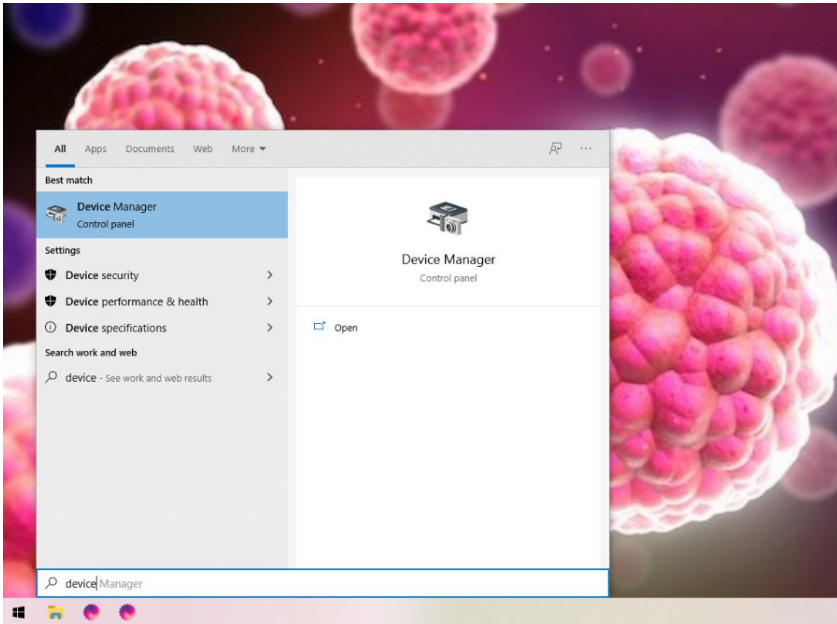 All Apps Documents Web More
Best match
Device Manager
Control panel
Settings
Device security
Device performance & health
Device specifications
Search work and web
device - See work and web results
Device Manager
Control panel
Open
device Manager